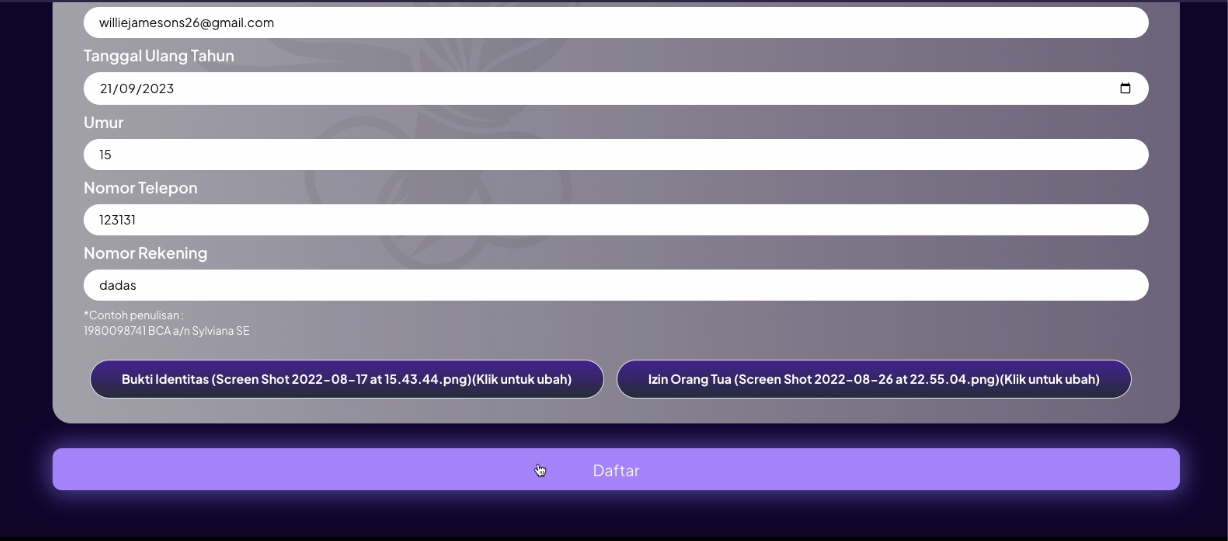 williejamesons26@gmail.com
Tanggal Ulang Tahun
21/09/2023
Umur
15
Nomor Telepon
123131
Nomor Rekening
dadas
*Contoh penulisan :
1980098741 BCA a/n Sylviana SE
Bukti Identitas (Screen Shot 2022-08-17 at 15.43.44.png)(Klik untuk ubah)
Izin Orang Tua (Screen Shot 2022-08-26 at 22.55.04.png)(Klik untuk ubah)
Daftar